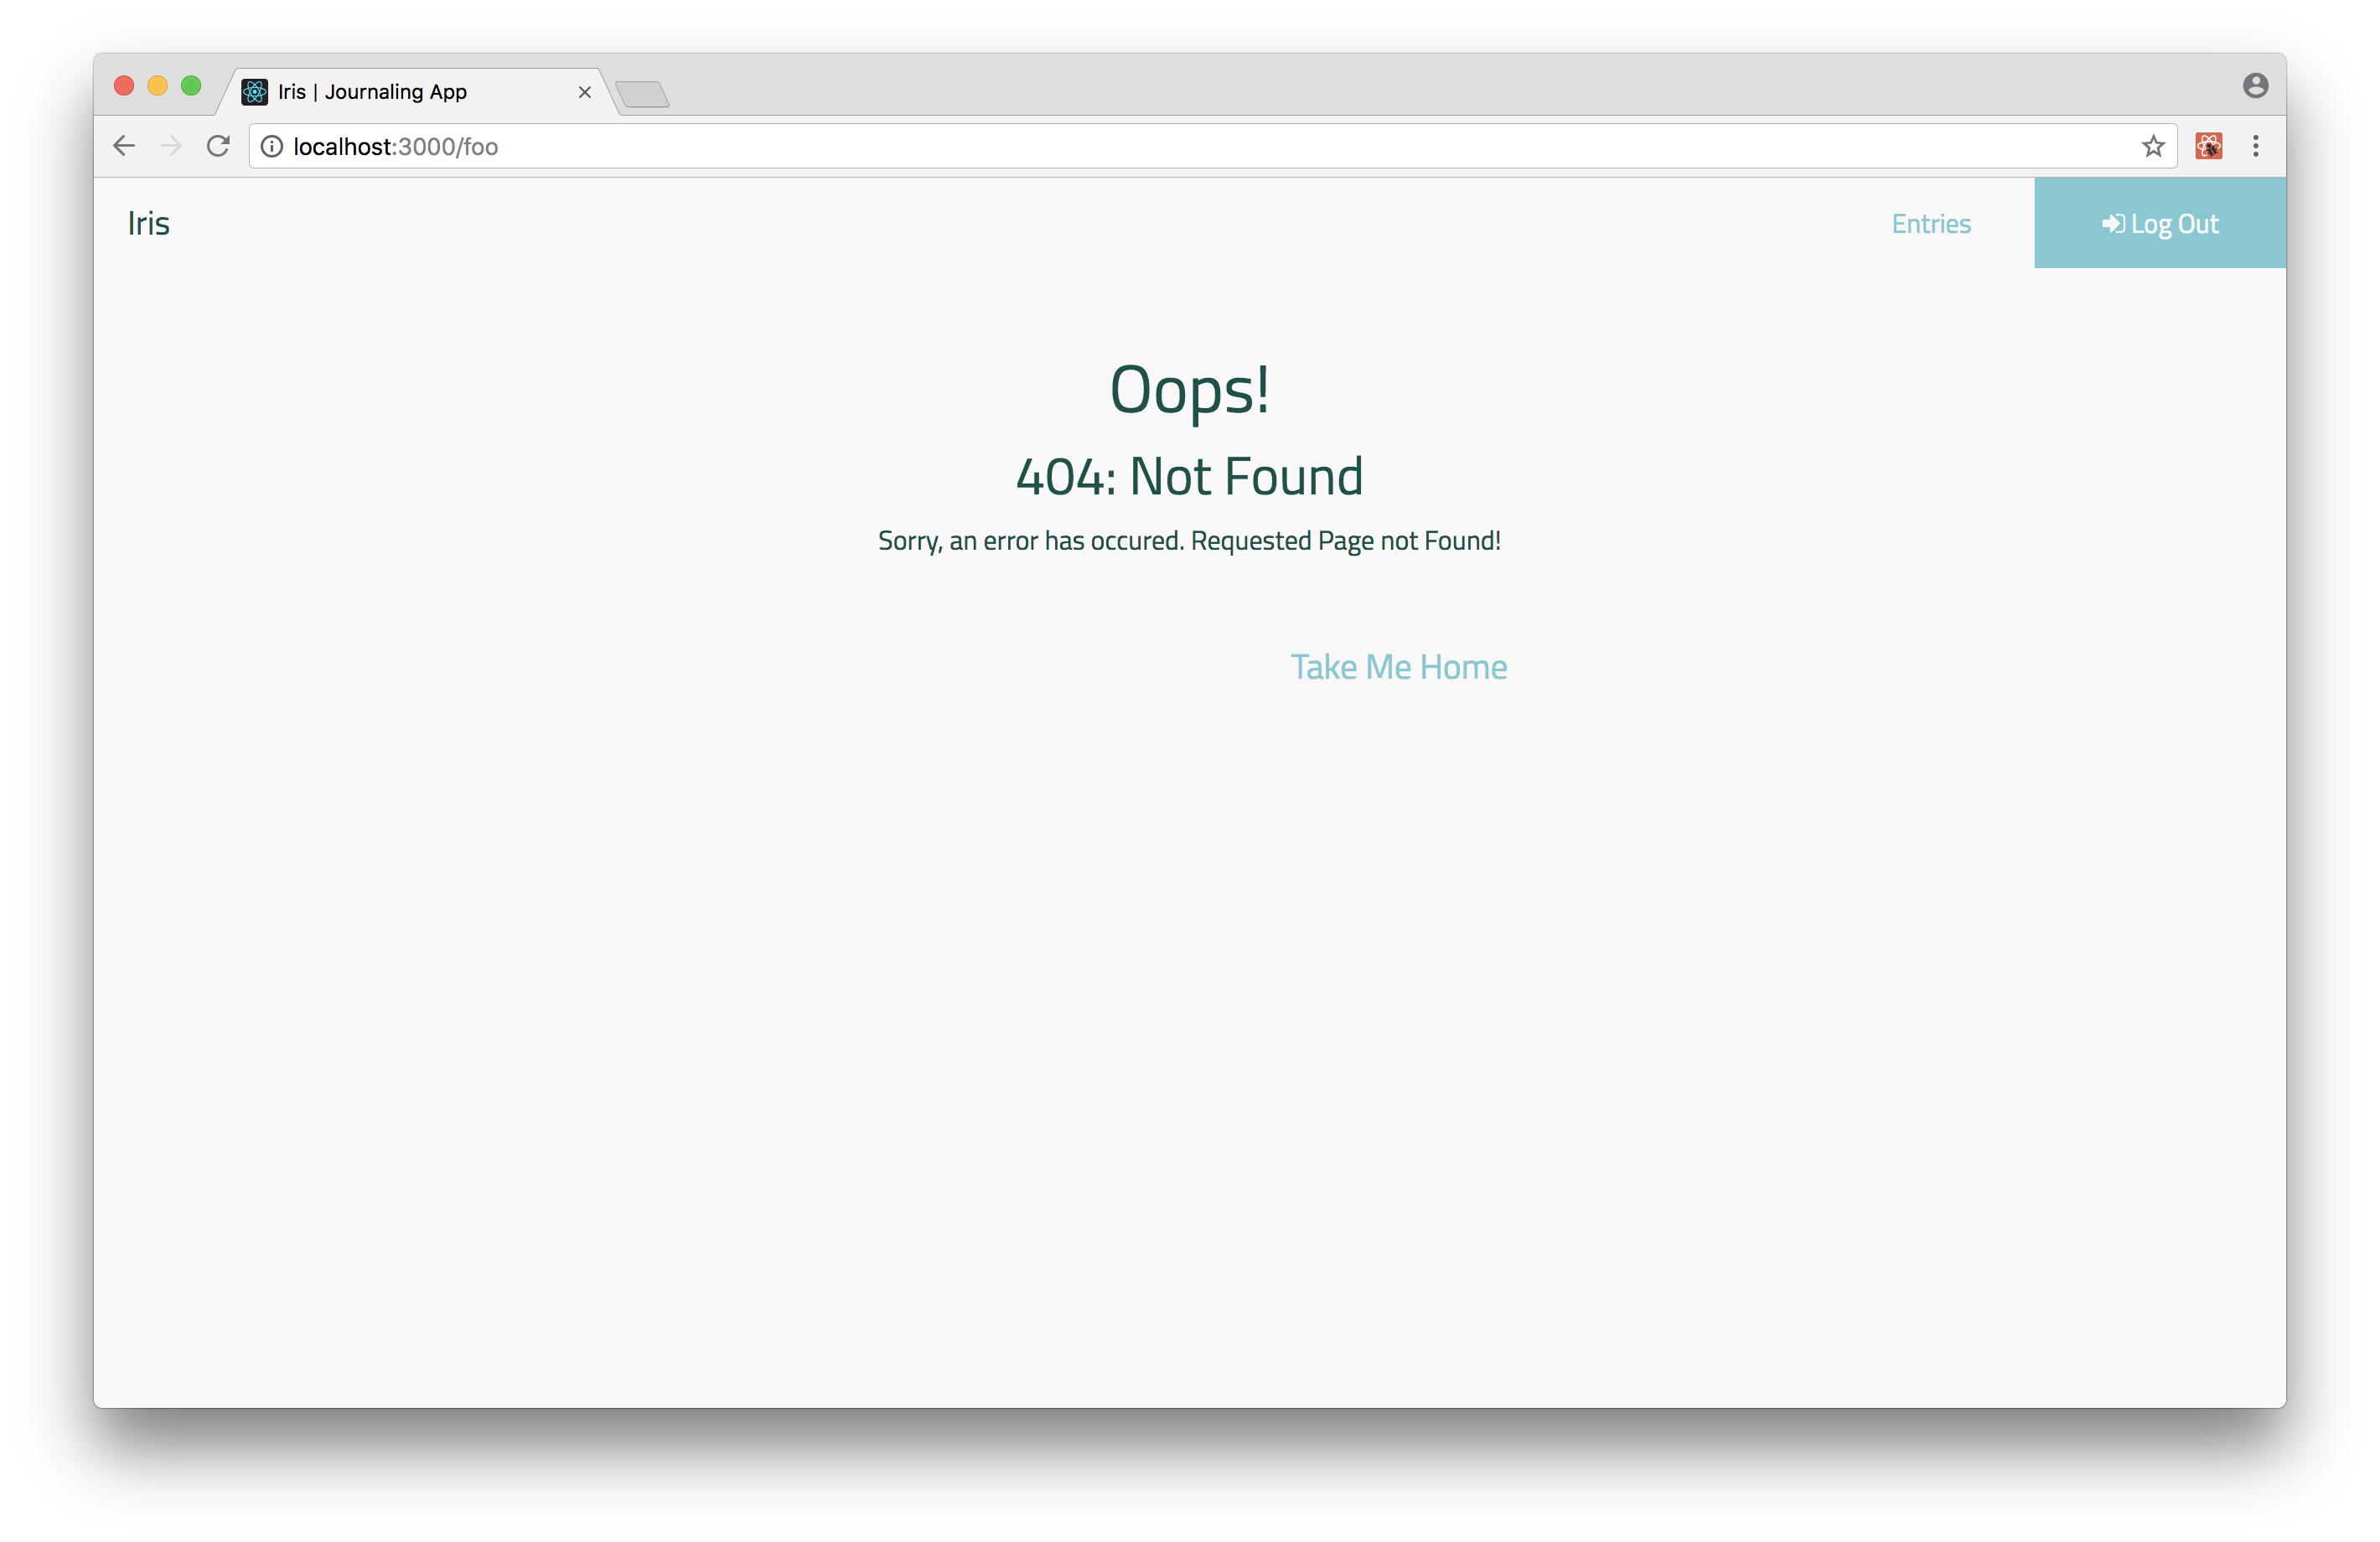 Iris | Journaling App
localhost:3000/foo
Iris
Entries
Log Out
Oops!
404: Not Found
Sorry, an error has occured. Requested Page not Found!
Take Me Home